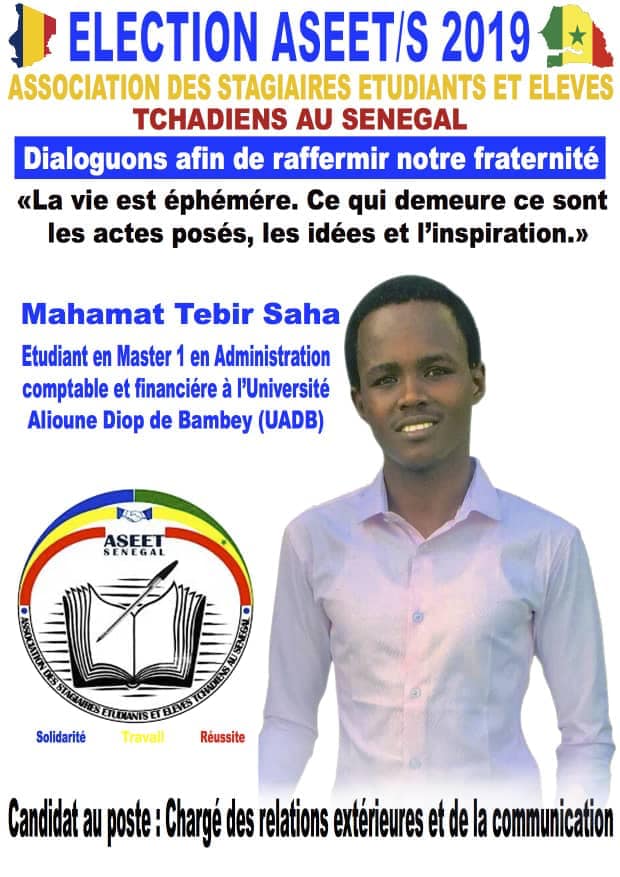 ELECTION ASEET/S 2019
ASSOCIATION DES STAGIAIRES ETUDIANTS ET ELEVES
TCHADIENS AU SENEGAL
Dialoguons afin de raffermir notre fraternité
«La vie est éphémére. Ce qui demeure ce sont
les actes posés, les idées et l’inspiration.»
Mahamat Tebir Saha
Etudiant en Master 1 en Administration
comptable et financiére à l’Université
Alioune Diop de Bambey (UADB)
ASEET
SENEGAL
ASSOCIATION DES STAGIAIRES ETUDIANTS ET ELEVES TCHADIENS AU SENEGAL
Solidarité Travail Réussite
Candidat au poste : Chargé des relations extérieures et de la communication